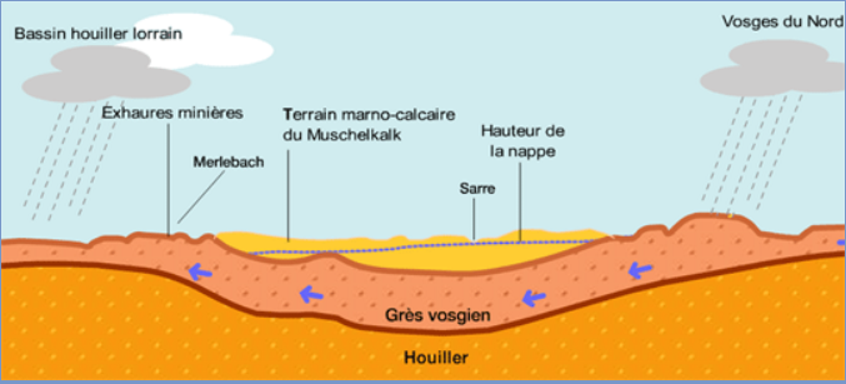 Vosges du Nord
Bassin houiller lorrain
Exhaures minières
Terrain marno-calcaire
du Muschelkalk
Hauteur de
la nappe
Merlebach
Sarre
Grès vosgien
Houiller